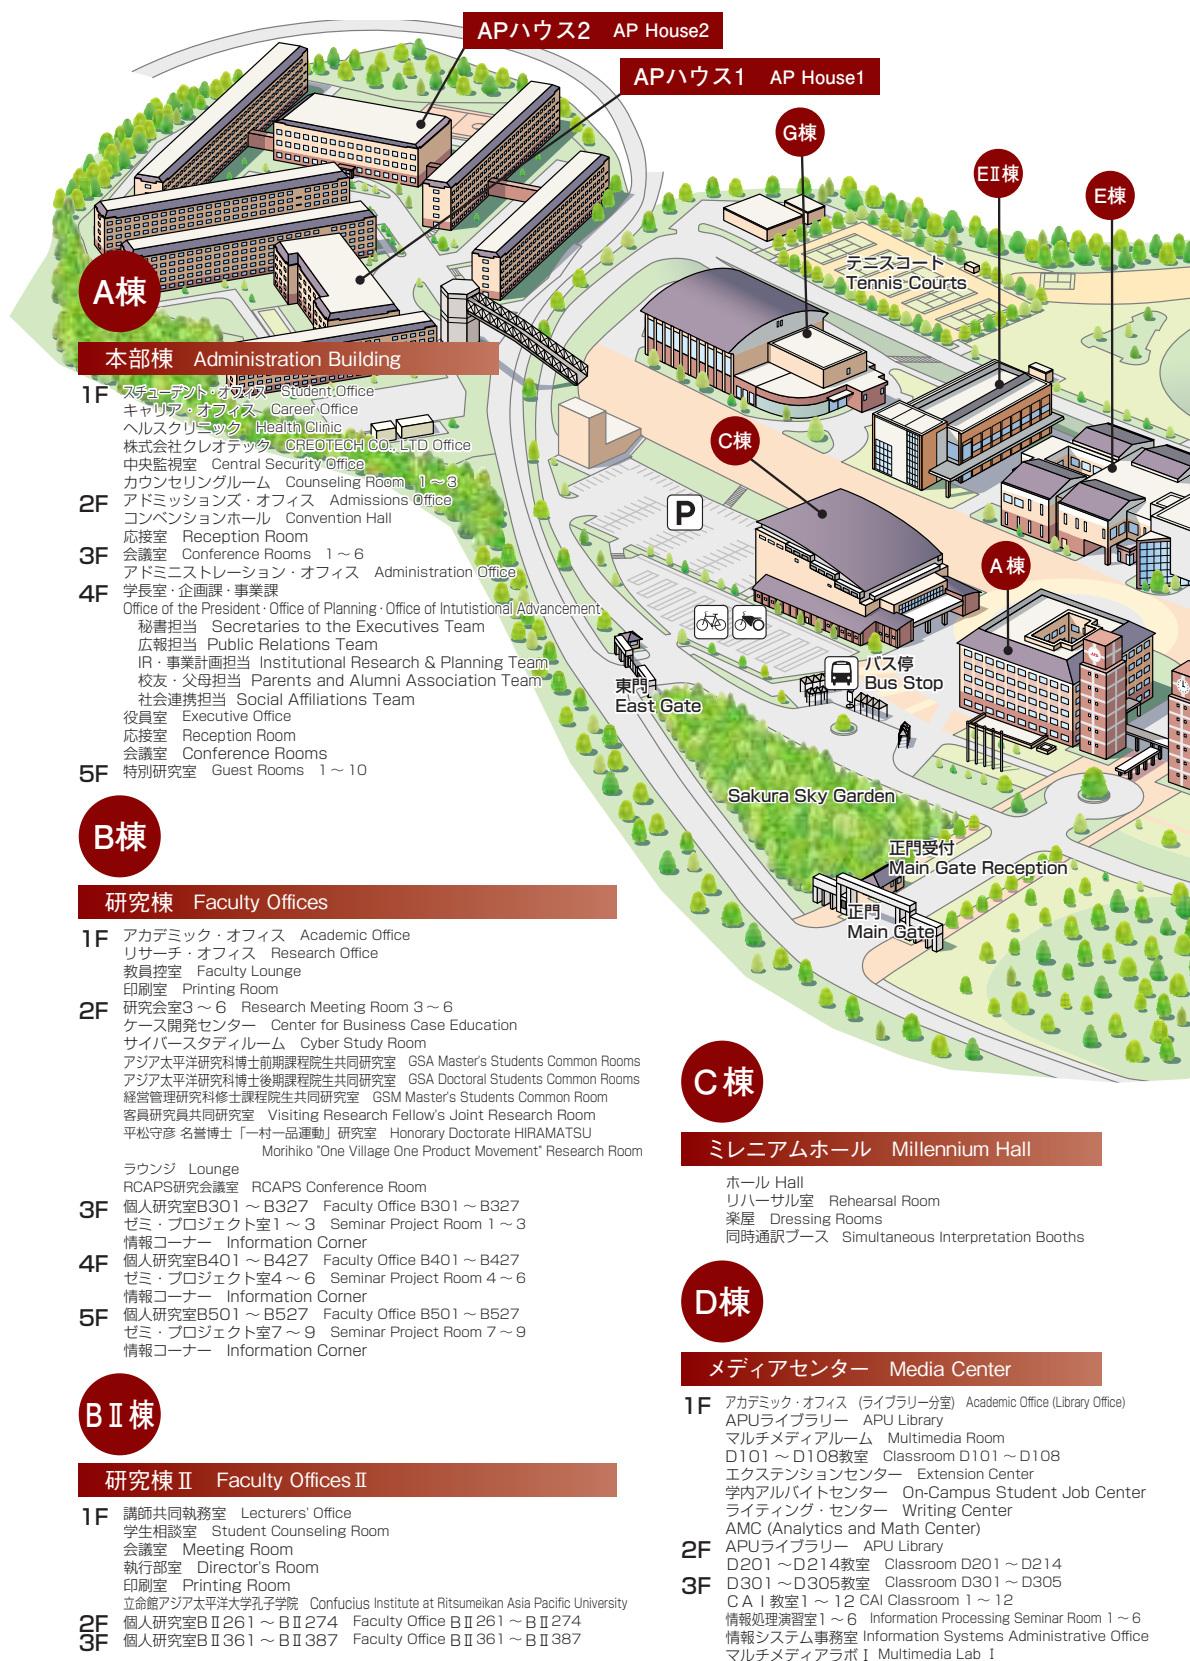 APハウス2 AP House2
APハウス1 AP House1
G棟
EⅡ棟
E棟
テニスコート
Tennis Courts
C棟
P
A棟
バス停
Bus Stop
東門
East Gate
Sakura Sky Garden
正門受付
Main Gate Reception
正門
Main Gate
A棟
本部棟 Administration Building
1F スチューデント・オフィス Student Office
キャリア・オフィス Career Office
ヘルスクリニック Health Clinic
株式会社クレオテック CREOTECH CO., LTD Office
中央監視室 Central Security Office
カウンセリングルーム Counseling Room 1～3
2F アドミッションズ・オフィス Admissions Office
コンベンションホール Convention Hall
応接室 Reception Room
3F 会議室 Conference Rooms 1～6
アドミニストレーション・オフィス Administration Office
4F 学長室・企画課・事業課
Office of the President・Office of Planning・Office of Intutistional Advancement
秘書担当 Secretaries to the Executives Team
広報担当 Public Relations Team
IR・事業計画担当 Institutional Research & Planning Team
校友・父母担当 Parents and Alumni Association Team
社会連携担当 Social Affiliations Team
役員室 Executive Office
応接室 Reception Room
会議室 Conference Rooms
5F 特別研究室 Guest Rooms 1～10
B棟
研究棟 Faculty Offices
1F アカデミック・オフィス Academic Office
リサーチ・オフィス Research Office
教員控室 Faculty Lounge
印刷室 Printing Room
2F 研究会室3～6 Research Meeting Room 3～6
ケース開発センター Center for Business Case Education
サイバースタディルーム Cyber Study Room
アジア太平洋研究科博士前期課程院生共同研究室 GSA Master's Students Common Rooms
アジア太平洋研究科博士後期課程院生共同研究室 GSA Doctoral Students Common Rooms
経営管理研究科修士課程院生共同研究室 GSM Master's Students Common Room
客員研究員共同研究室 Visiting Research Fellow's Joint Research Room
平松守彦 名誉博士「一村一品運動」研究室 Honorary Doctorate HIRAMATSU
Morihiko "One Village One Product Movement" Research Room
ラウンジ Lounge
RCAPS研究会議室 RCAPS Conference Room
3F 個人研究室B301～B327 Faculty Office B301～B327
ゼミ・プロジェクト室1～3 Seminar Project Room 1～3
情報コーナー Information Corner
4F 個人研究室B401～B427 Faculty Office B401～B427
ゼミ・プロジェクト室4～6 Seminar Project Room 4～6
情報コーナー Information Corner
5F 個人研究室B501～B527 Faculty Office B501～B527
ゼミ・プロジェクト室7～9 Seminar Project Room 7～9
情報コーナー Information Corner
BⅡ棟
研究棟Ⅱ Faculty OfficesⅡ
1F 講師共同執務室 Lecturers' Office
学生相談室 Student Counseling Room
会議室 Meeting Room
執行部室 Director's Room
印刷室 Printing Room
立命館アジア太平洋大学孔子学院 Confucius Institute at Ritsumeikan Asia Pacific University
2F 個人研究室BⅡ261～BⅡ274 Faculty Office BⅡ261～BⅡ274
3F 個人研究室BⅡ361～BⅡ387 Faculty Office BⅡ361～BⅡ387
C棟
ミレニアムホール Millennium Hall
ホール Hall
リハーサル室 Rehearsal Room
楽屋 Dressing Rooms
同時通訳ブース Simultaneous Interpretation Booths
D棟
メディアセンター Media Center
1F アカデミック・オフィス (ライブラリー分室) Academic Office (Library Office)
APUライブラリー APU Library
マルチメディアルーム Multimedia Room
D101～D108教室 Classroom D101～D108
エクステンションセンター Extension Center
学内アルバイトセンター On-Campus Student Job Center
ライティング・センター Writing Center
AMC (Analytics and Math Center)
2F APUライブラリー APU Library
D201～D214教室 Classroom D201～D214
3F D301～D305教室 Classroom D301～D305
CAI教室1～12 CAI Classroom 1～12
情報処理演習室1～6 Information Processing Seminar Room 1～6
情報システム事務室 Information Systems Administrative Office
マルチメディアラボⅠ Multimedia Lab Ⅰ